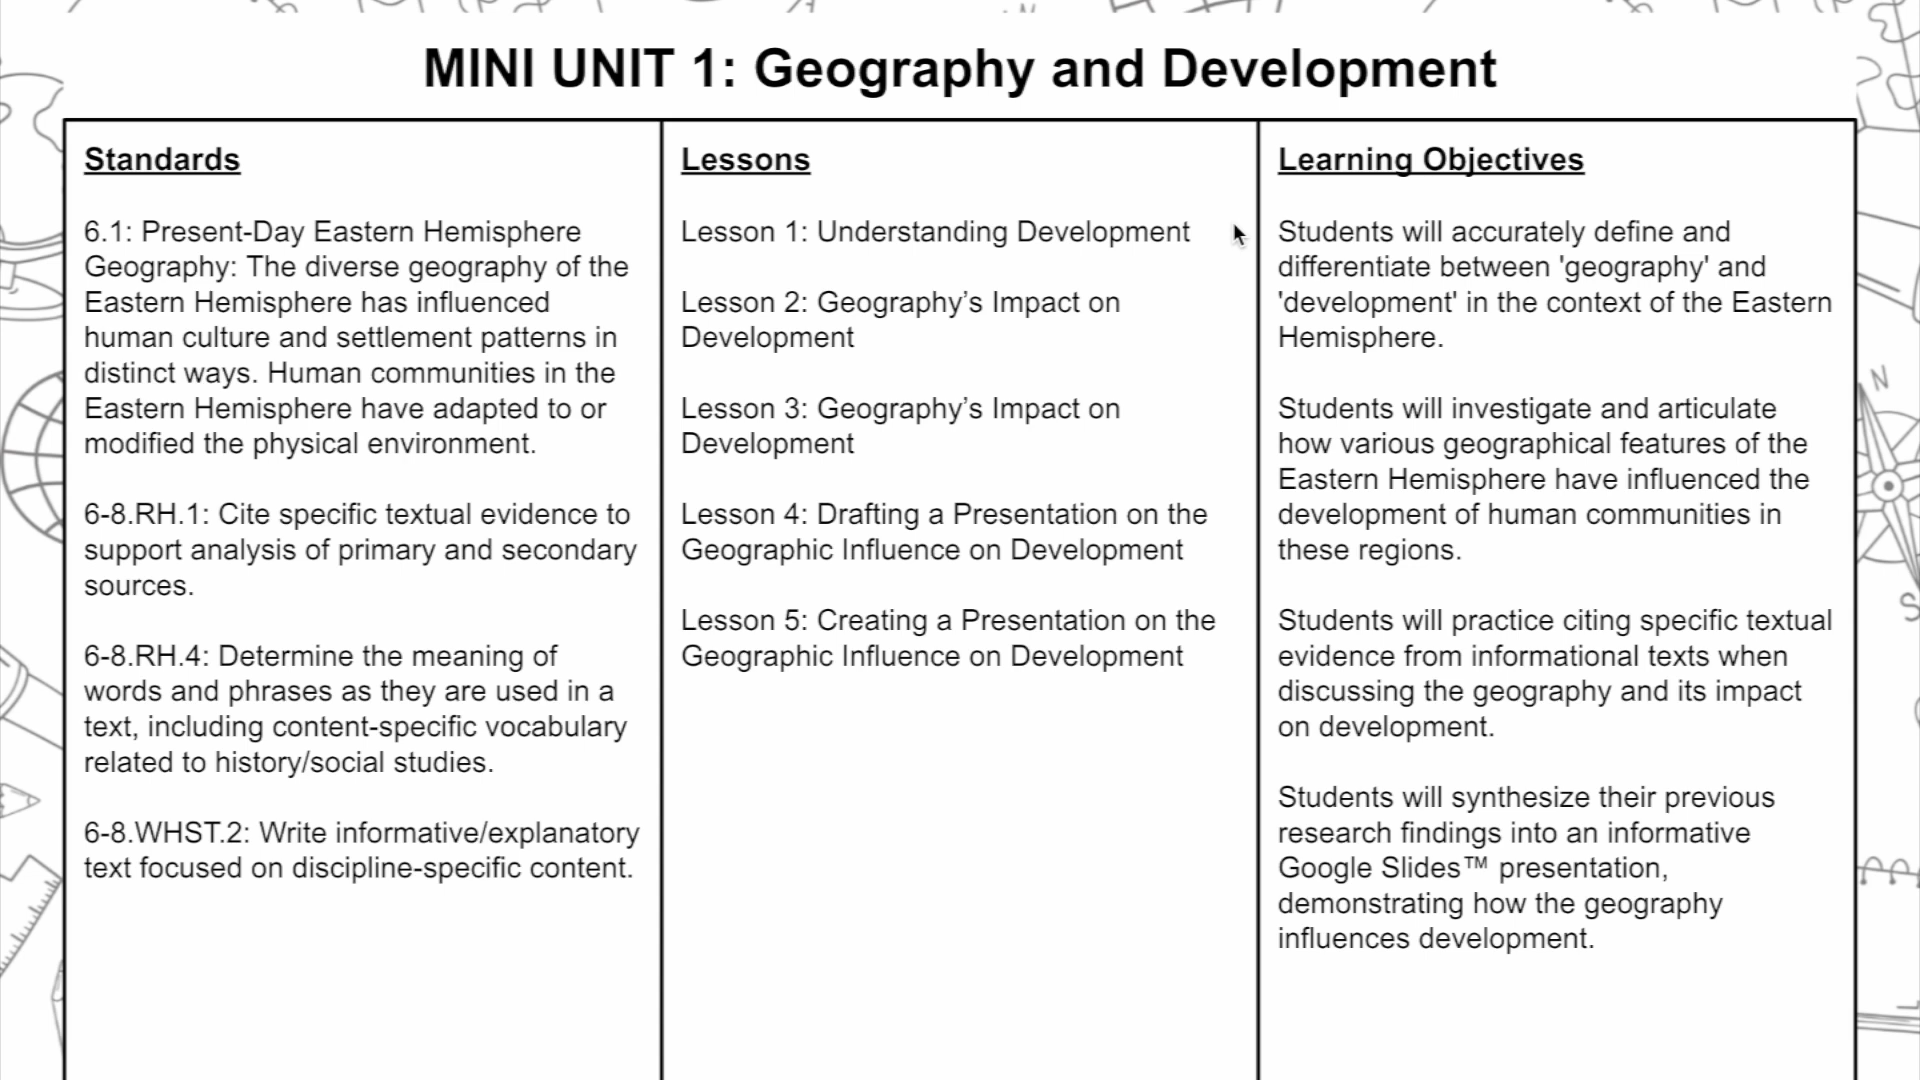 MINI UNIT 1: Geography and Development
Standards
6.1: Present-Day Eastern Hemisphere
Geography: The diverse geography of the
Eastern Hemisphere has influenced
human culture and settlement patterns in
distinct ways. Human communities in the
Eastern Hemisphere have adapted to or
modified the physical environment.
6-8.RH.1: Cite specific textual evidence to
support analysis of primary and secondary
sources.
6-8.RH.4: Determine the meaning of
words and phrases as they are used in a
text, including content-specific vocabulary
related to history/social studies.
6-8.WHST.2: Write informative/explanatory
text focused on discipline-specific content.
Lessons
Lesson 1: Understanding Development
Lesson 2: Geography’s Impact on
Development
Lesson 3: Geography’s Impact on
Development
Lesson 4: Drafting a Presentation on the
Geographic Influence on Development
Lesson 5: Creating a Presentation on the
Geographic Influence on Development
Learning Objectives
Students will accurately define and
differentiate between 'geography' and
'development' in the context of the Eastern
Hemisphere.
Students will investigate and articulate
how various geographical features of the
Eastern Hemisphere have influenced the
development of human communities in
these regions.
Students will practice citing specific textual
evidence from informational texts when
discussing the geography and its impact
on development.
Students will synthesize their previous
research findings into an informative
Google Slides™ presentation,
demonstrating how the geography
influences development.
N
S